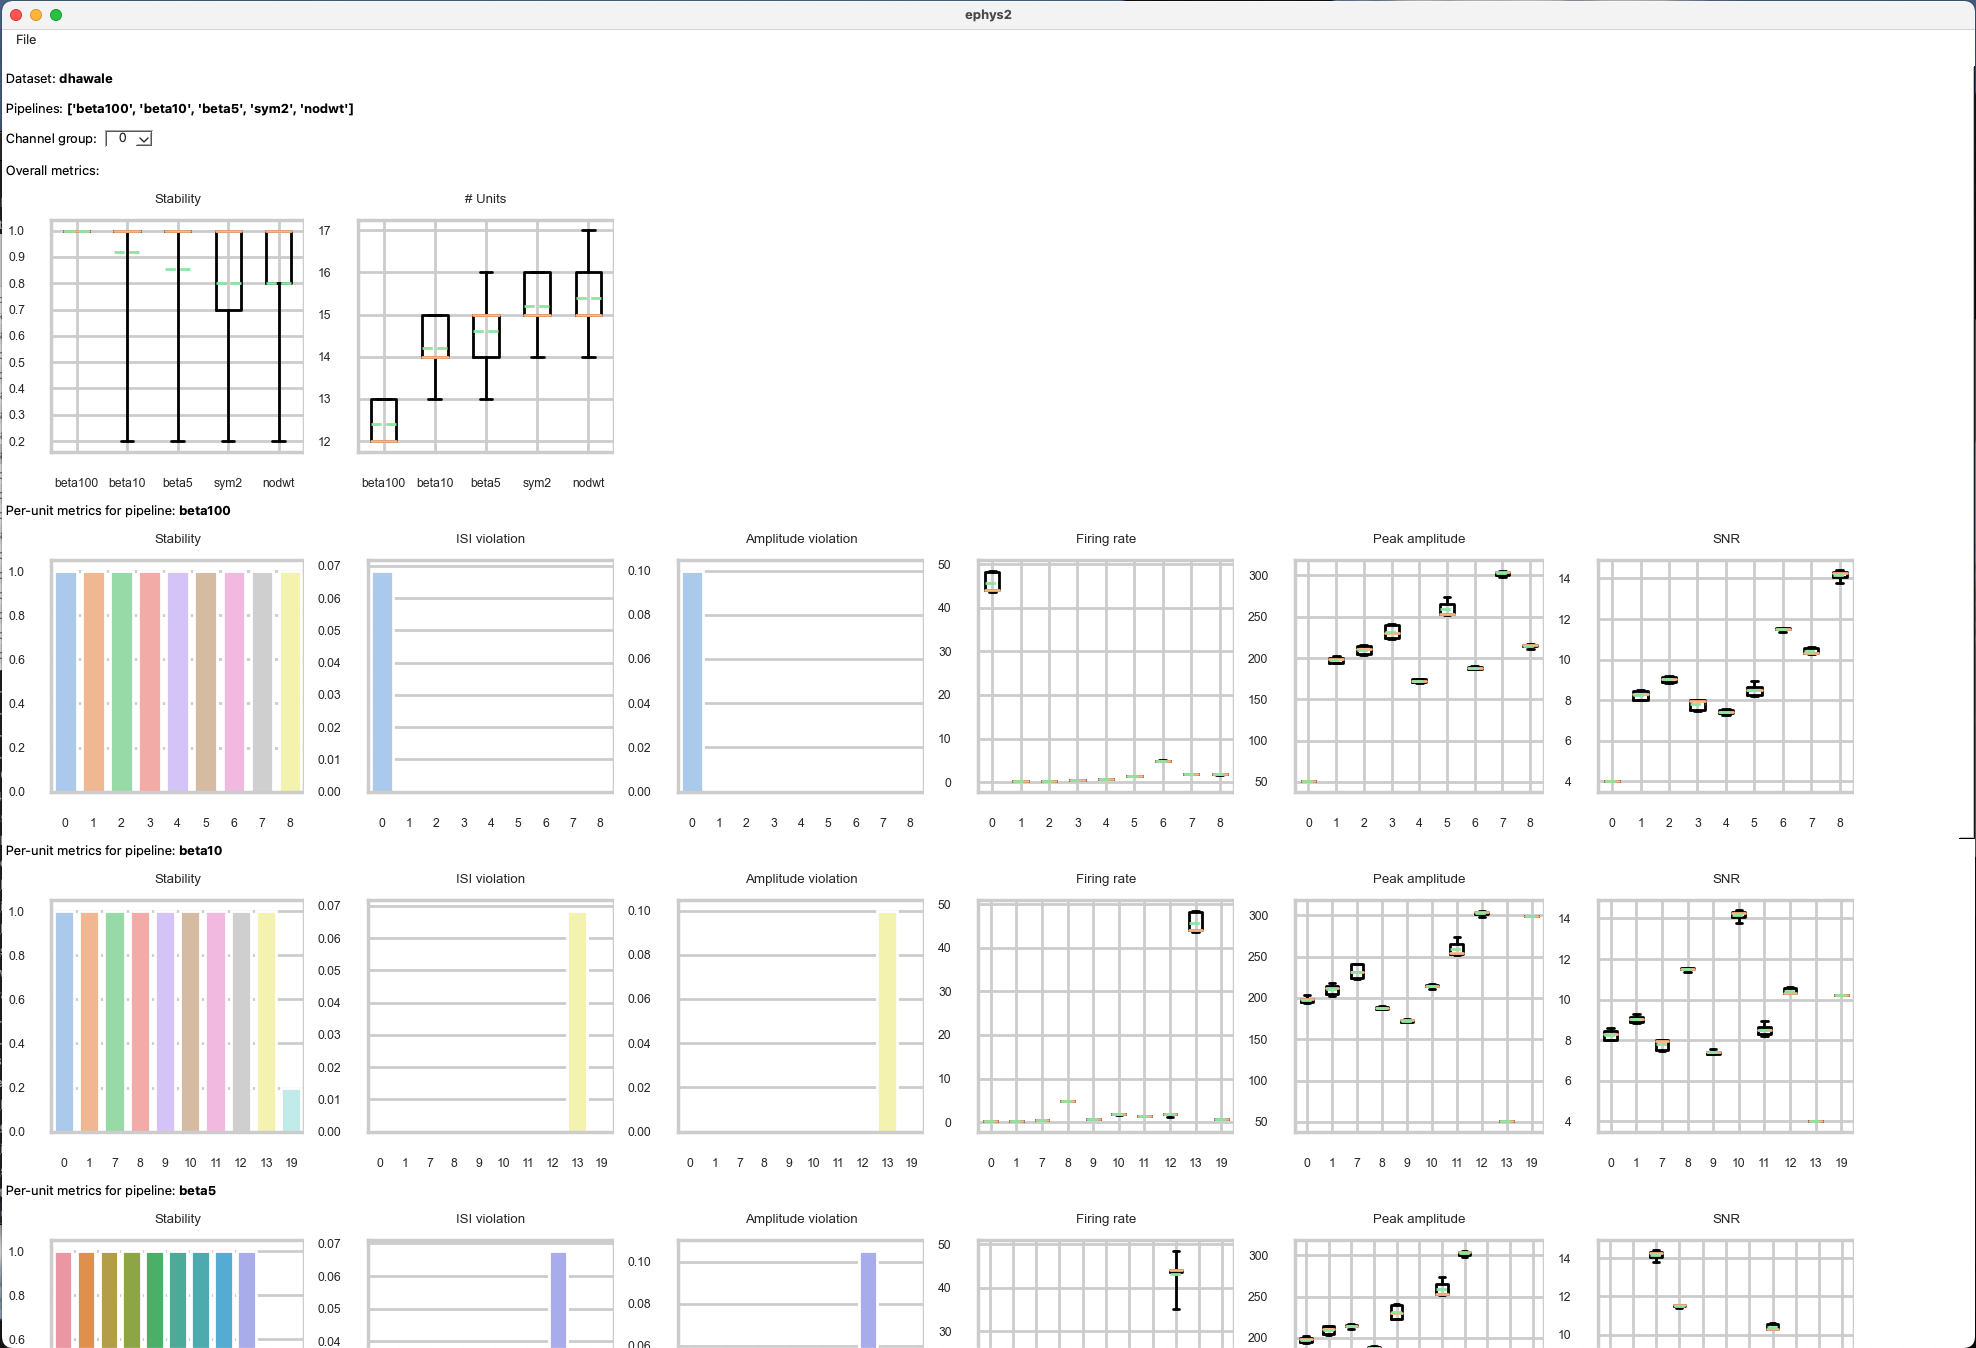 ephys2
File
Dataset: dhawale
Pipelines: ['beta100', 'beta10', 'beta5', 'sym2', 'nodwt']
Channel group: 0
Overall metrics:
Stability # Units
1.0 0.9 0.8 0.7 0.6 0.5 0.4 0.3 0.2
17 16 15 14 13 12
beta100 beta10 beta5 sym2 nodwt
beta100 beta10 beta5 sym2 nodwt
Per-unit metrics for pipeline: beta100
Stability ISI violation Amplitude violation Firing rate Peak amplitude SNR
1.0 0.8 0.6 0.4 0.2 0.0
0.07 0.06 0.05 0.04 0.03 0.02 0.01 0.00
0.10 0.08 0.06 0.04 0.02 0.00
50 40 30 20 10 0
300 250 200 150 100 50
14 12 10 8 6 4
0 1 2 3 4 5 6 7 8
0 1 2 3 4 5 6 7 8
0 1 2 3 4 5 6 7 8
0 1 2 3 4 5 6 7 8
0 1 2 3 4 5 6 7 8
0 1 2 3 4 5 6 7 8
Per-unit metrics for pipeline: beta10
Stability ISI violation Amplitude violation Firing rate Peak amplitude SNR
1.0 0.8 0.6 0.4 0.2 0.0
0.07 0.06 0.05 0.04 0.03 0.02 0.01 0.00
0.10 0.08 0.06 0.04 0.02 0.00
50 40 30 20 10 0
300 250 200 150 100 50
14 12 10 8 6 4
0 1 7 8 9 10 11 12 13 19
0 1 7 8 9 10 11 12 13 19
0 1 7 8 9 10 11 12 13 19
0 1 7 8 9 10 11 12 13 19
0 1 7 8 9 10 11 12 13 19
0 1 7 8 9 10 11 12 13 19
Per-unit metrics for pipeline: beta5
Stability ISI violation Amplitude violation Firing rate Peak amplitude SNR
1.0 0.8 0.6
0.07 0.06 0.05 0.04
0.10 0.08 0.06
50 40 30
300 250 200
14 12 10